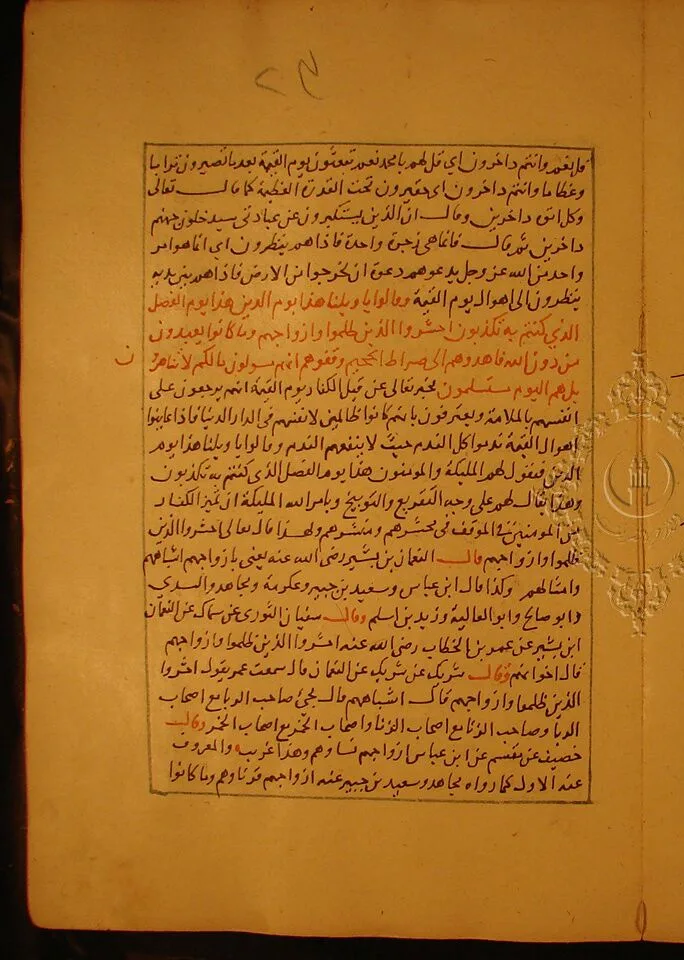 ٢٤
قل نعم وانتم داخرون اي قل لهم يا محمد نعم تبعثون يوم القيمة بعد ما تصيرون ترابا
وعظاما وانتم داخرون اي حقيرون تحت القدرة العظيمة كما قال تعالى
وكل اتوه داخرين وقال ان الذين يستكبرون عن عبادتي سيدخلون جهنم
داخرين ثم قال فانما هي زجرة واحدة فاذا هم ينظرون اي انما هو امر
واحد من الله عز وجل يدعوهم دعوة ان اخرجوا من الارض فاذا هم بين يديه
ينظرون الى اهوال يوم القيمة وقالوا يا ويلنا هذا يوم الدين هذا يوم الفصل
الذي كنتم به تكذبون احشروا الذين ظلموا وازواجهم وما كانوا يعبدون
من دون الله فاهدوهم الى صراط الجحيم وقفوهم انهم مسولون مالكم لا تناصرون
بل هم اليوم مستسلمون يخبر تعالى عن قيل الكفار يوم القيمة انهم يرجعون على
انفسهم بالملامة ويعترفون بانهم كانوا ظالمين لانفسهم في الدار الدنيا فاذا عاينوا
اهوال القيمة ندموا كل الندم حيث لا ينفعهم الندم وقالوا يا ويلنا هذا يوم
الدين فيقول لهم المليكة والمومنون هذا يوم الفصل الذي كنتم به تكذبون
وهذا يقال لهم على وجه التقريع والتوبيخ ويامر الله المليكة ان تميز الكفار
من المومنين في الموقف في محشرهم ومنشرهم ولهذا قال تعالى احشروا الذين
ظلموا وازواجهم قال النعمان بن بشير رضى الله عنه يعني بازواجهم اشباههم
وامثالهم وكذا قال ابن عباس وسعيد بن جبير وعكرمة ومجاهد والسدي
وابو صالح وابو العالية وزيد بن اسلم وقال سفيان الثوري عن سماك عن النعمان
ابن بشير عن عمر بن الخطاب رضي الله عنه احشروا الذين ظلموا وازواجهم
قال اخوانهم وقال شريك عن شريك عن النعمان قال سمعت عمر يقول احشروا
الذين ظلموا وازواجهم قال اشباههم قال يجئ صاحب الربا مع اصحاب
الربا وصاحب الزنا مع اصحاب الزنا واصحاب الخمر مع اصحاب الخمر وقال
خصيف عن مقسم عن ابن عباس ازواجهم نساوهم وهذا غريب والمعروف
عنه الاول كما رواه مجاهد وسعيد بن جبير عنه ازواجهم قرناوهم وما كانوا